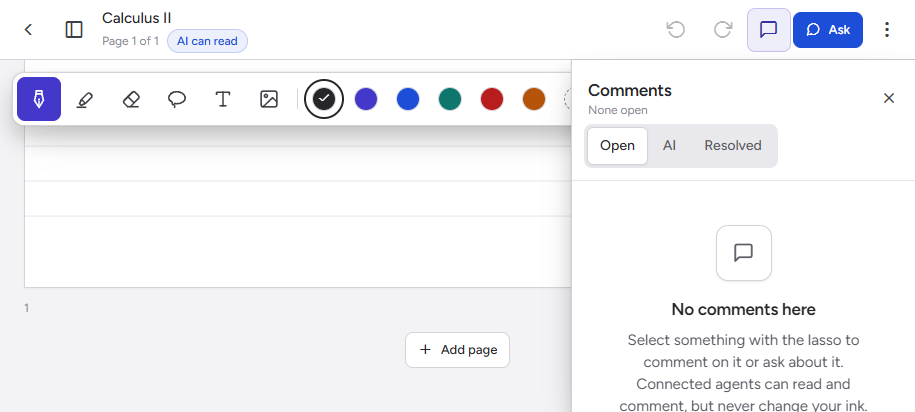 Calculus II
Page 1 of 1 AI can read
Ask
Comments
None open
Open AI Resolved
No comments here
Select something with the lasso to
comment on it or ask about it.
Connected agents can read and
comment, but never change your ink.
1
Add page